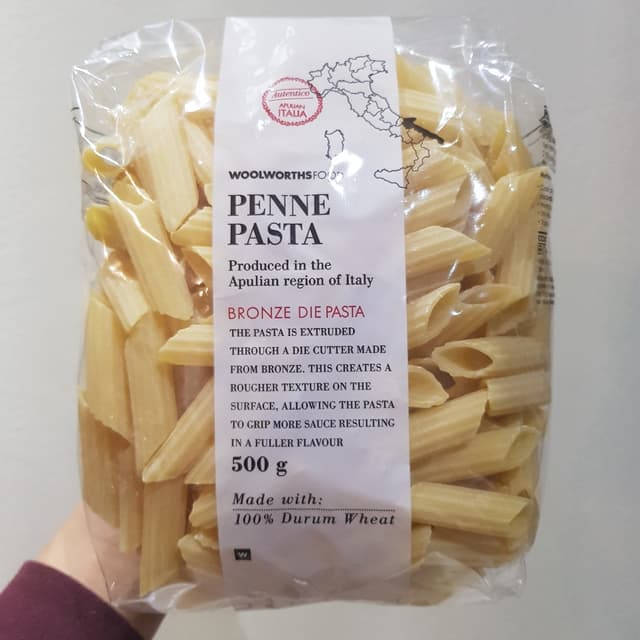 Autentico
APULIAN
ITALIA
WOOLWORTHS FOOD
PENNE
PASTA
Produced in the
Apulian region of Italy
BRONZE DIE PASTA
THE PASTA IS EXTRUDED
THROUGH A DIE CUTTER MADE
FROM BRONZE. THIS CREATES A
ROUGHER TEXTURE ON THE
SURFACE, ALLOWING THE PASTA
TO GRIP MORE SAUCE RESULTING
IN A FULLER FLAVOUR
500 g
Made with:
100% Durum Wheat
W